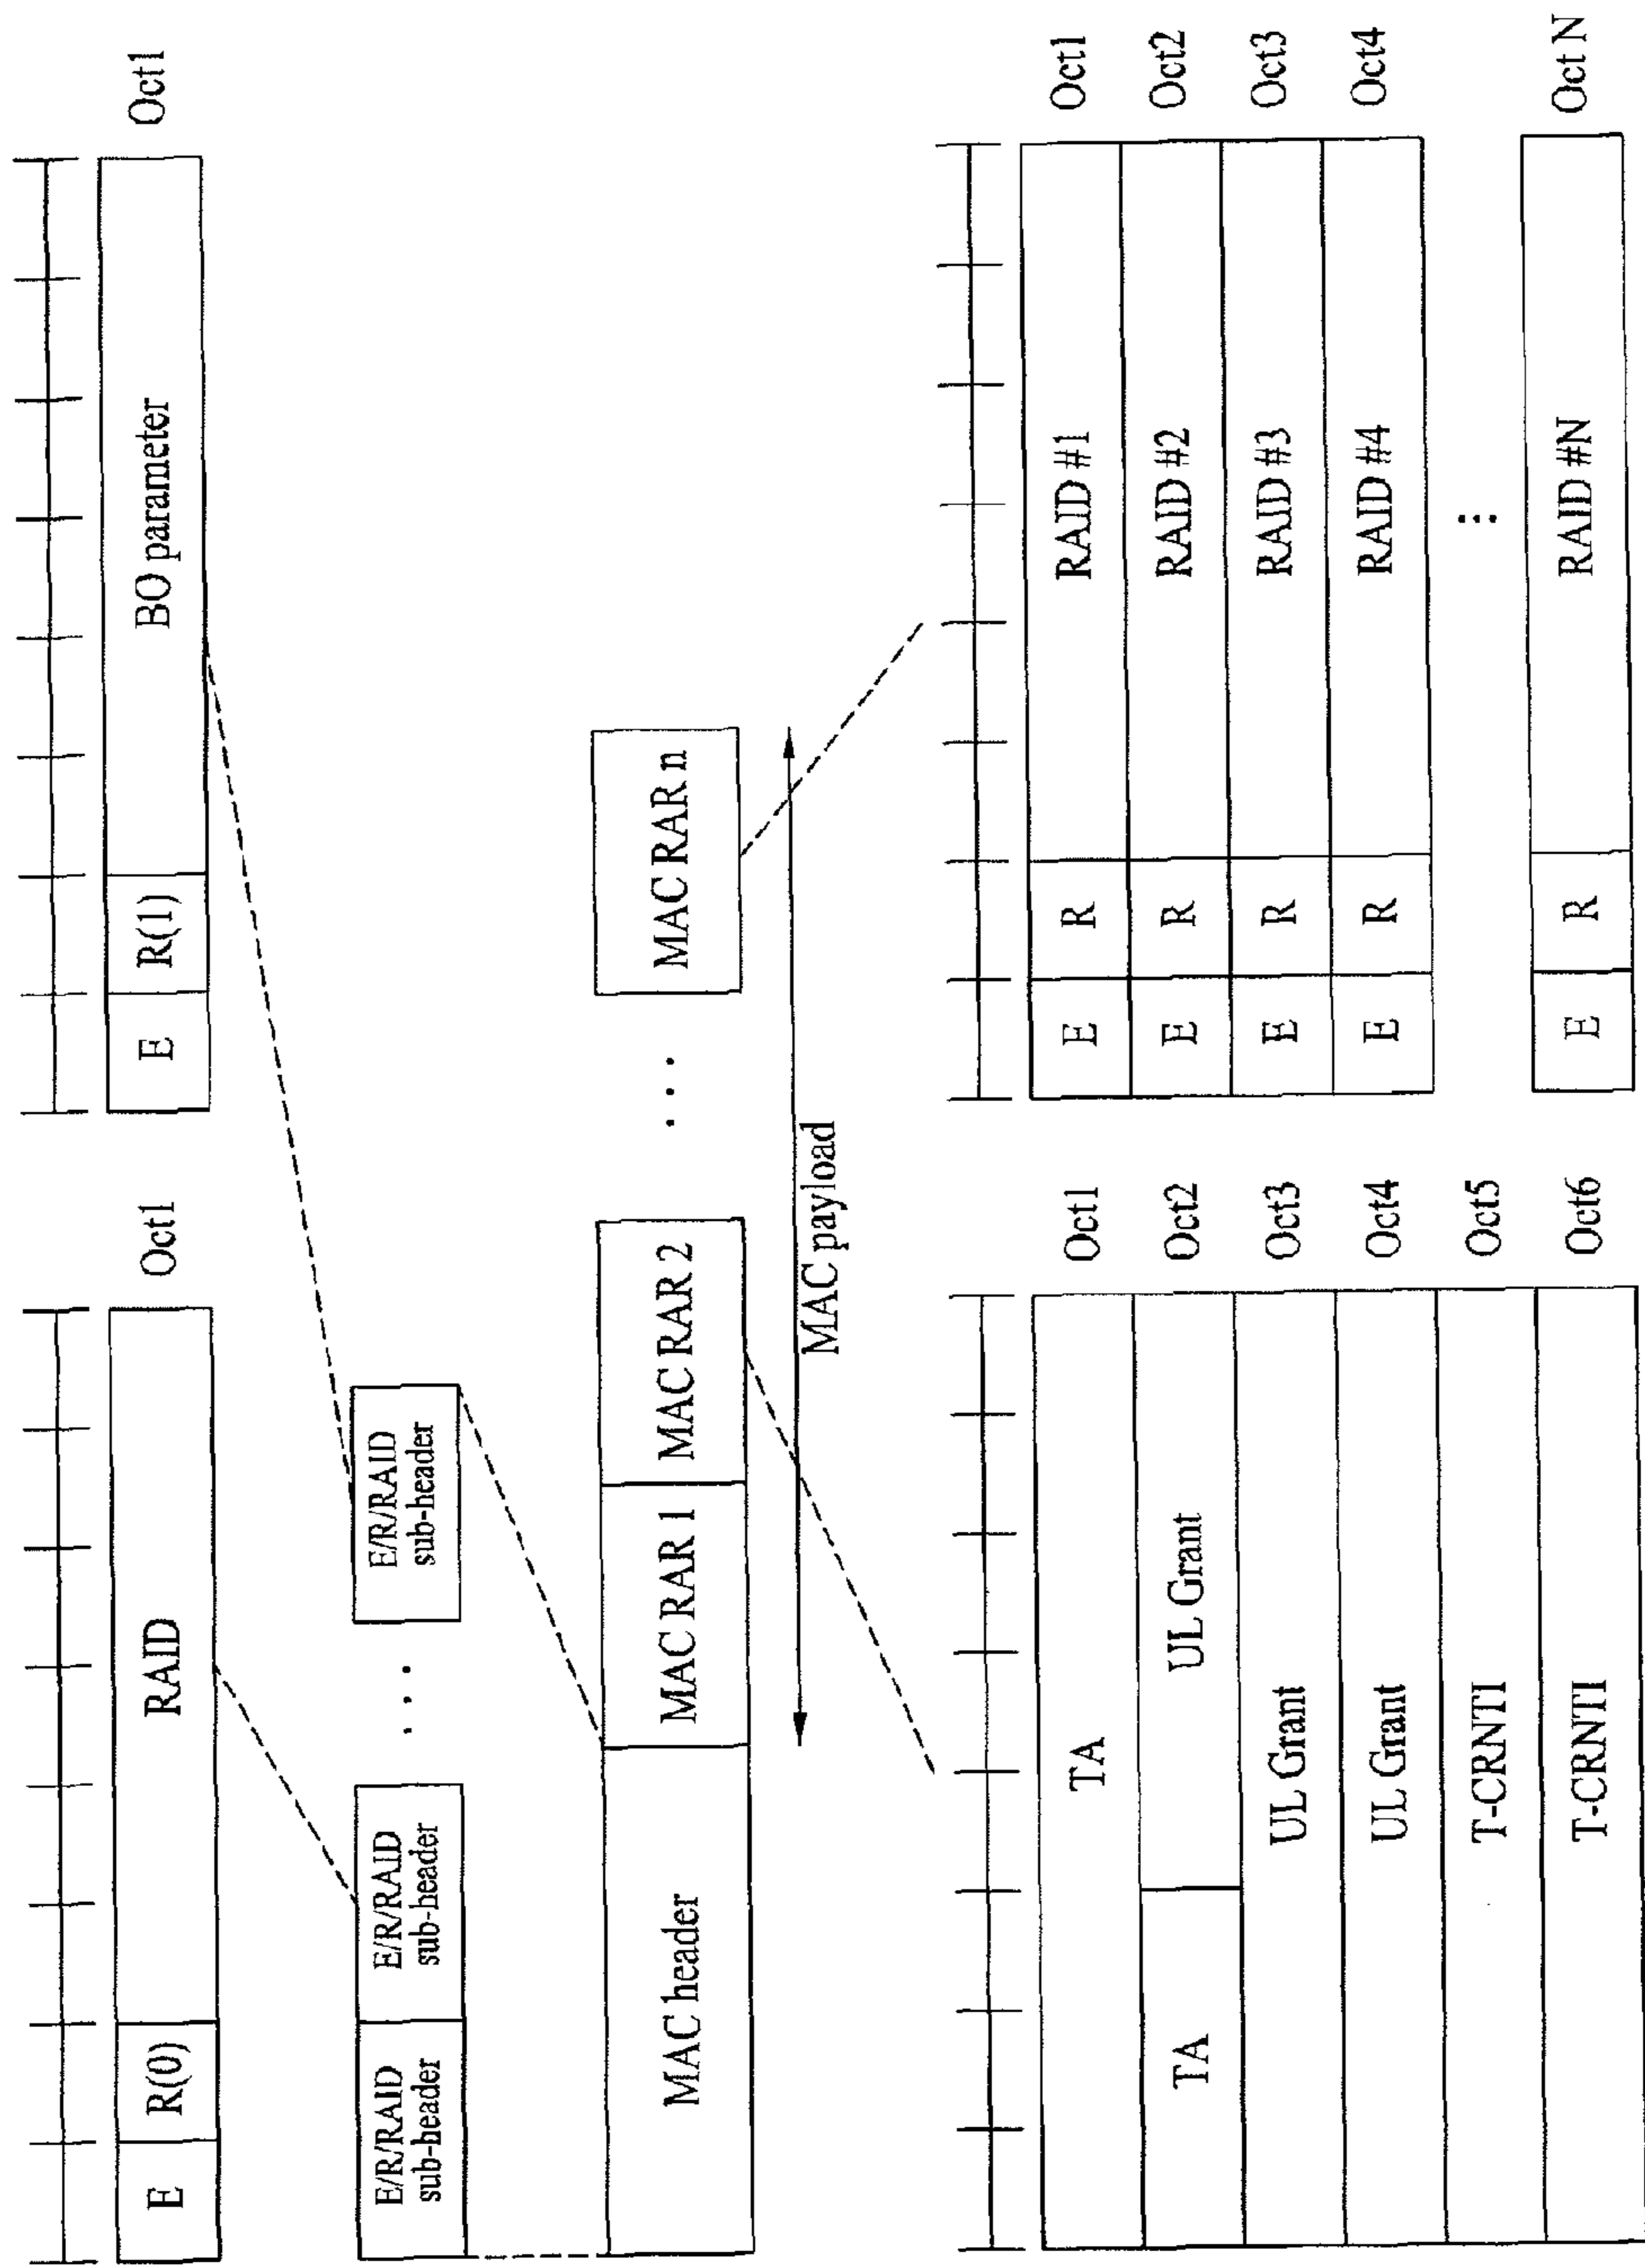 E R(0) RAID Oct1
E R(1) BO parameter Oct1
E/R/RAID
sub-header
E/R/RAID
sub-header
...
E/R/RAID
sub-header
MAC header MAC RAR 1 MAC RAR 2 ... MAC RAR n
MAC payload
TA Oct1
TA UL Grant Oct2
UL Grant Oct3
UL Grant Oct4
T-CRNTI Oct5
T-CRNTI Oct6
E R RAID #1 Oct1
E R RAID #2 Oct2
E R RAID #3 Oct3
E R RAID #4 Oct4
...
E R RAID #N Oct N